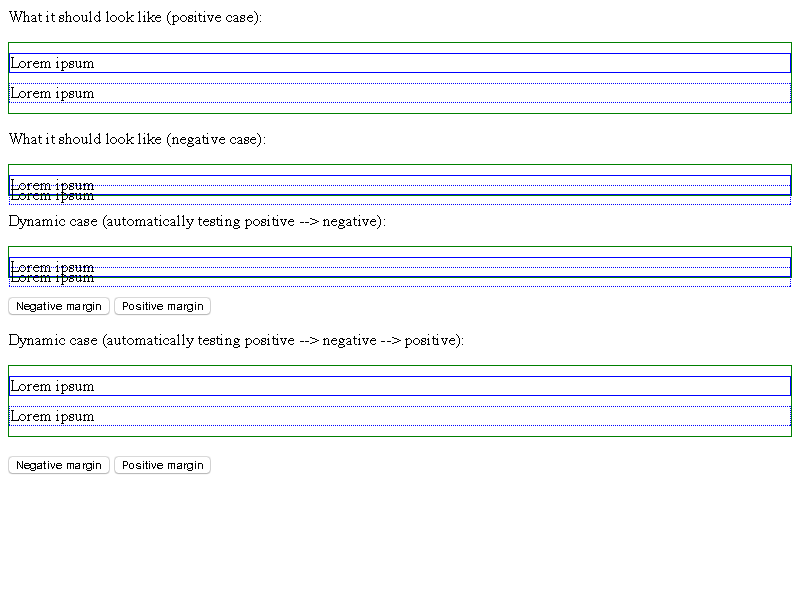 What it should look like (positive case):
Lorem ipsum
Lorem ipsum
What it should look like (negative case):
Lorem ipsum
Lorem ipsum
Dynamic case (automatically testing positive --> negative):
Lorem ipsum
Lorem ipsum
Negative margin Positive margin
Dynamic case (automatically testing positive --> negative --> positive):
Lorem ipsum
Lorem ipsum
Negative margin Positive margin